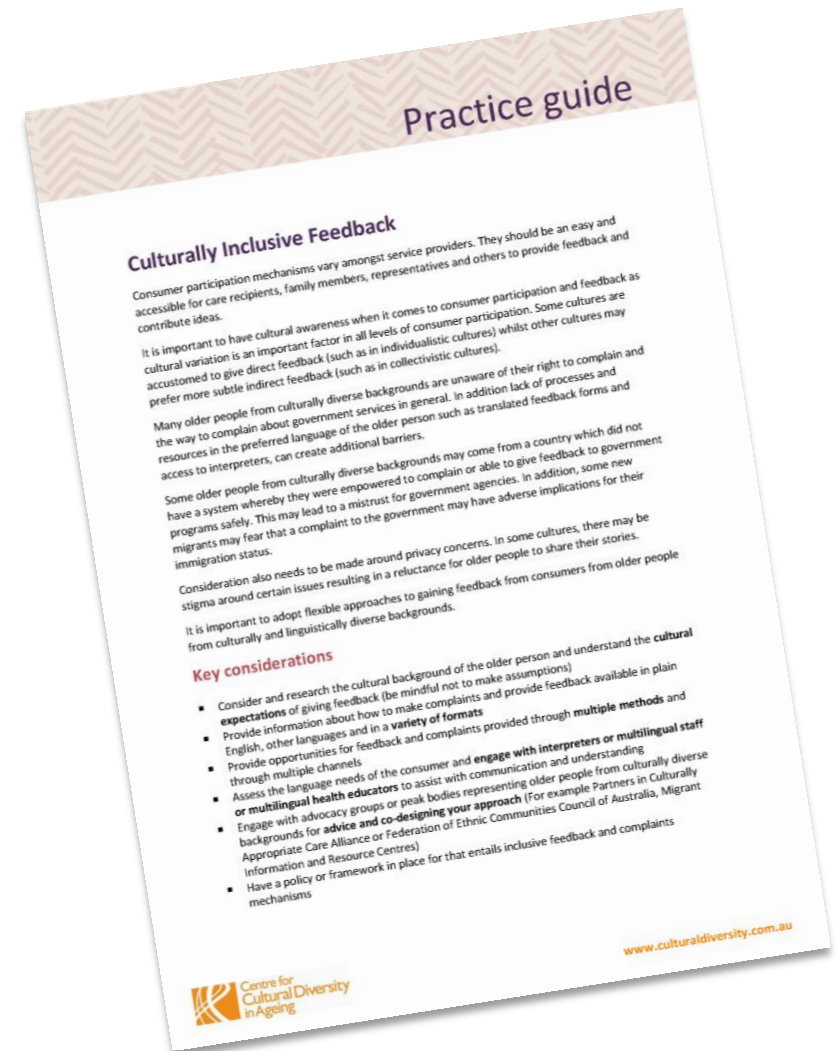 Practice guide
Culturally Inclusive Feedback
Consumer participation mechanisms vary amongst service providers. They should be an easy and
accessible for care recipients, family members, representatives and others to provide feedback and
contribute ideas.
It is important to have cultural awareness when it comes to consumer participation and feedback as
cultural variation is an important factor in all levels of consumer participation. Some cultures are
accustomed to give direct feedback (such as in individualistic cultures) whilst other cultures may
prefer more subtle indirect feedback (such as in collectivistic cultures).
Many older people from culturally diverse backgrounds are unaware of their right to complain and
the way to complain about government services in general. In addition lack of processes and
resources in the preferred language of the older person such as translated feedback forms and
access to interpreters, can create additional barriers.
Some older people from culturally diverse backgrounds may come from a country which did not
have a system whereby they were empowered to complain or able to give feedback to government
programs safely. This may lead to a mistrust for government agencies. In addition, some new
migrants may fear that a complaint to the government may have adverse implications for their
immigration status.
Consideration also needs to be made around privacy concerns. In some cultures, there may be
stigma around certain issues resulting in a reluctance for older people to share their stories.
It is important to adopt flexible approaches to gaining feedback from consumers from older people
from culturally and linguistically diverse backgrounds.
Key considerations
▪ Consider and research the cultural background of the older person and understand the cultural
expectations of giving feedback (be mindful not to make assumptions)
▪ Provide information about how to make complaints and provide feedback available in plain
English, other languages and in a variety of formats
▪ Provide opportunities for feedback and complaints provided through multiple methods and
through multiple channels
▪ Assess the language needs of the consumer and engage with interpreters or multilingual staff
or multilingual health educators to assist with communication and understanding
▪ Engage with advocacy groups or peak bodies representing older people from culturally diverse
backgrounds for advice and co-designing your approach (For example Partners in Culturally
Appropriate Care Alliance or Federation of Ethnic Communities Council of Australia, Migrant
Information and Resource Centres)
▪ Have a policy or framework in place for that entails inclusive feedback and complaints
mechanisms
Centre for
Cultural Diversity
in Ageing
www.culturaldiversity.com.au